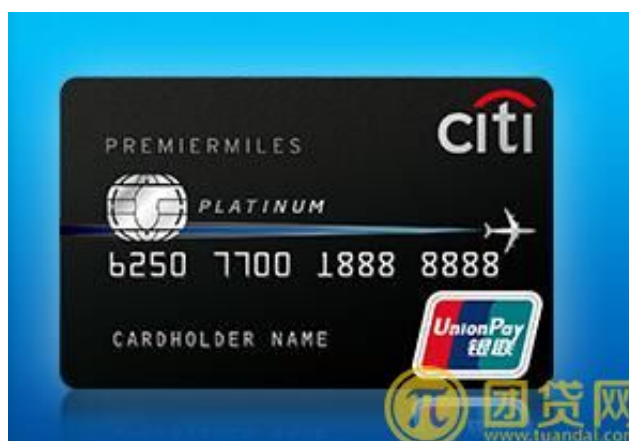 citi
PREMIERMILES
PLATINUM
6250 7700 1888 8888
CARDHOLDER NAME
UnionPay
银联
团贷网
www.tuandai.com